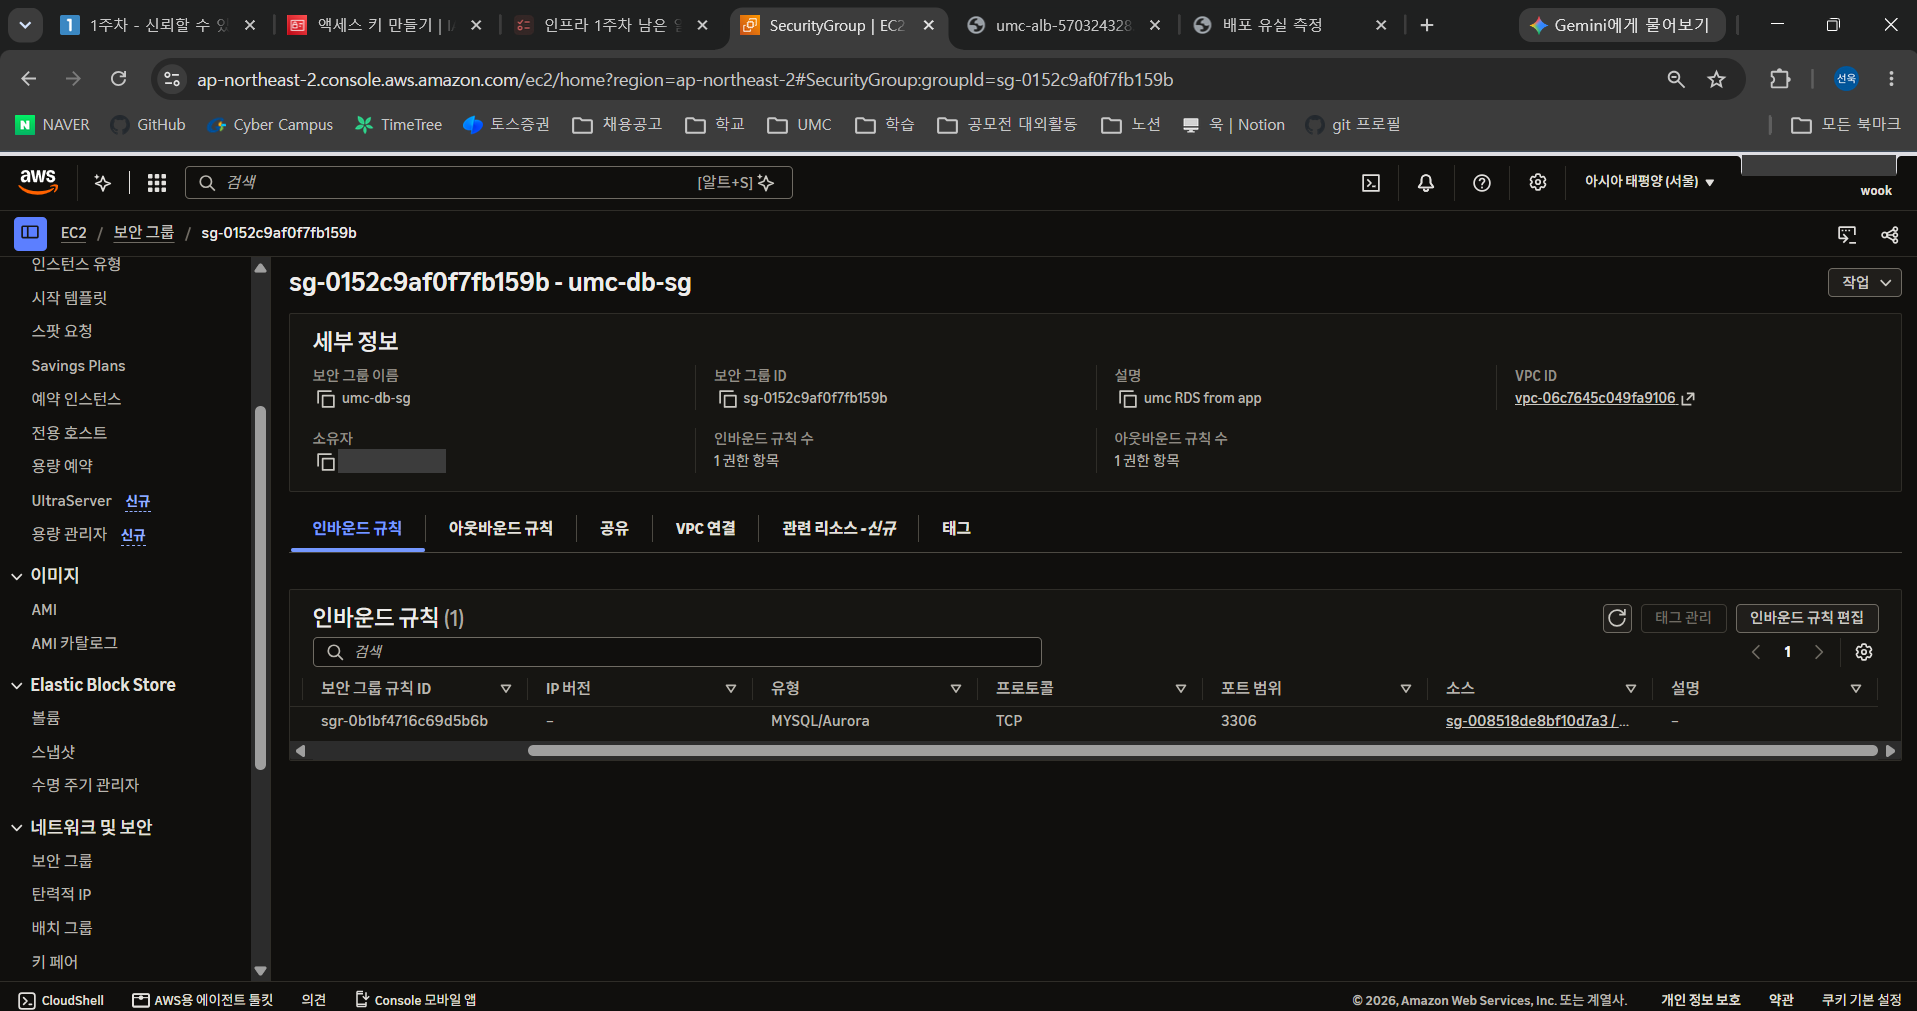 1주차 - 신뢰할 수 있
액세스 키 만들기 | IA
인프라 1주차 남은
SecurityGroup | EC2
umc-alb-570324328
배포 유실 측정
Gemini에게 물어보기
ap-northeast-2.console.aws.amazon.com/ec2/home?region=ap-northeast-2#SecurityGroup:groupId=sg-0152c9af0f7fb159b
선욱
NAVER GitHub Cyber Campus TimeTree 토스증권 채용공고 학교 UMC 학습 공모전 대외활동 노션 욱 | Notion git 프로필 모든 북마크
aws 검색 [알트+S] 아시아 태평양 (서울) ▼
wook
EC2 / 보안 그룹 / sg-0152c9af0f7fb159b
인스턴스 유형
시작 템플릿
스팟 요청
Savings Plans
예약 인스턴스
전용 호스트
용량 예약
UltraServer 신규
용량 관리자 신규
이미지
AMI
AMI 카탈로그
Elastic Block Store
볼륨
스냅샷
수명 주기 관리자
네트워크 및 보안
보안 그룹
탄력적 IP
배치 그룹
키 페어
sg-0152c9af0f7fb159b - umc-db-sg
작업
세부 정보
보안 그룹 이름
umc-db-sg
보안 그룹 ID
sg-0152c9af0f7fb159b
설명
umc RDS from app
VPC ID
vpc-06c7645c049fa9106
소유자
인바운드 규칙 수
1 권한 항목
아웃바운드 규칙 수
1 권한 항목
인바운드 규칙 아웃바운드 규칙 공유 VPC 연결 관련 리소스 - 신규 태그
인바운드 규칙 (1)
태그 관리 인바운드 규칙 편집
검색
1
보안 그룹 규칙 ID IP 버전 유형 프로토콜 포트 범위 소스 설명
sgr-0b1bf4716c69d5b6b – MYSQL/Aurora TCP 3306 sg-008518de8bf10d7a3 / ... –
CloudShell AWS용 에이전트 툴킷 의견 Console 모바일 앱
© 2026, Amazon Web Services, Inc. 또는 계열사. 개인 정보 보호 약관 쿠키 기본 설정